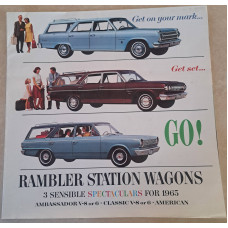 Get on your mark...
Get set...
GO!
RAMBLER STATION WAGONS
3 SENSIBLE SPECTACULARS FOR 1965
AMBASSADOR V-8 or 6 · CLASSIC V-8 or 6 · AMERICAN